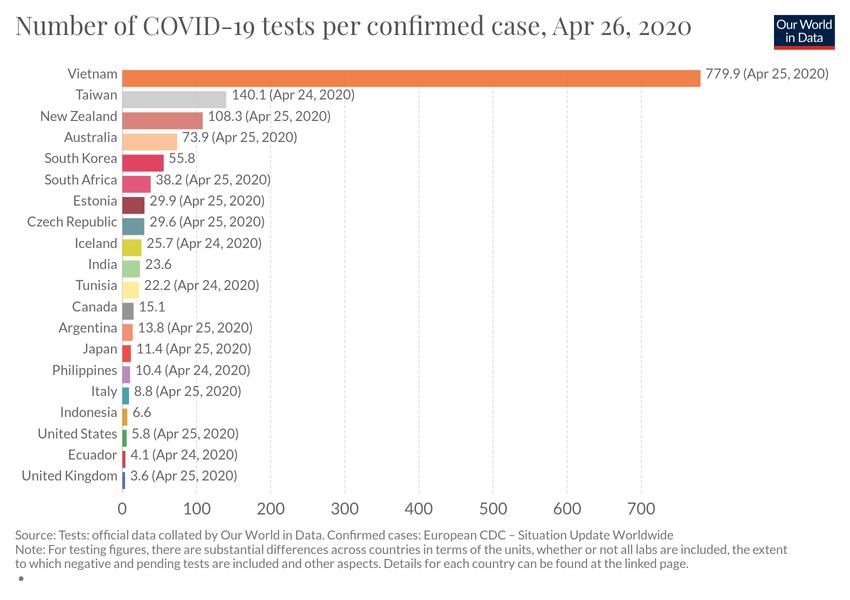 Number of COVID-19 tests per confirmed case, Apr 26, 2020
Our World
in Data
Vietnam 779.9 (Apr 25, 2020)
Taiwan 140.1 (Apr 24, 2020)
New Zealand 108.3 (Apr 25, 2020)
Australia 73.9 (Apr 25, 2020)
South Korea 55.8
South Africa 38.2 (Apr 25, 2020)
Estonia 29.9 (Apr 25, 2020)
Czech Republic 29.6 (Apr 25, 2020)
Iceland 25.7 (Apr 24, 2020)
India 23.6
Tunisia 22.2 (Apr 24, 2020)
Canada 15.1
Argentina 13.8 (Apr 25, 2020)
Japan 11.4 (Apr 25, 2020)
Philippines 10.4 (Apr 24, 2020)
Italy 8.8 (Apr 25, 2020)
Indonesia 6.6
United States 5.8 (Apr 25, 2020)
Ecuador 4.1 (Apr 24, 2020)
United Kingdom 3.6 (Apr 25, 2020)
0 100 200 300 400 500 600 700
Source: Tests: official data collated by Our World in Data. Confirmed cases: European CDC – Situation Update Worldwide
Note: For testing figures, there are substantial differences across countries in terms of the units, whether or not all labs are included, the extent
to which negative and pending tests are included and other aspects. Details for each country can be found at the linked page.
•